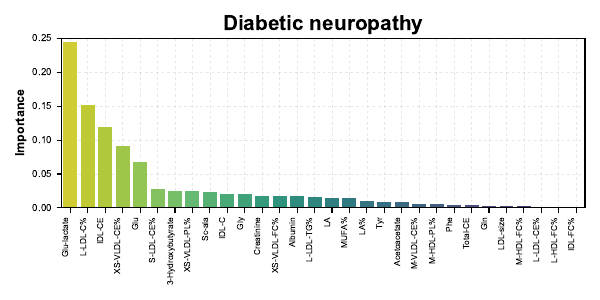 Diabetic neuropathy
Importance
0.25
0.20
0.15
0.10
0.05
0.00
Glu-lactate
L-LDL-C%
IDL-CE
XS-VLDL-CE%
Glu
S-LDL-CE%
3-Hydroxybutyrate
XS-VLDL-PL%
Sc-ala
IDL-C
Gly
Creatinine
XS-VLDL-FC%
Albumin
L-LDL-TG%
LA
MUFA%
LA%
Tyr
Acetoacetate
M-VLDL-CE%
M-HDL-PL%
Phe
Total-CE
Gln
LDL-size
M-HDL-FC%
L-LDL-CE%
L-HDL-FC%
IDL-FC%